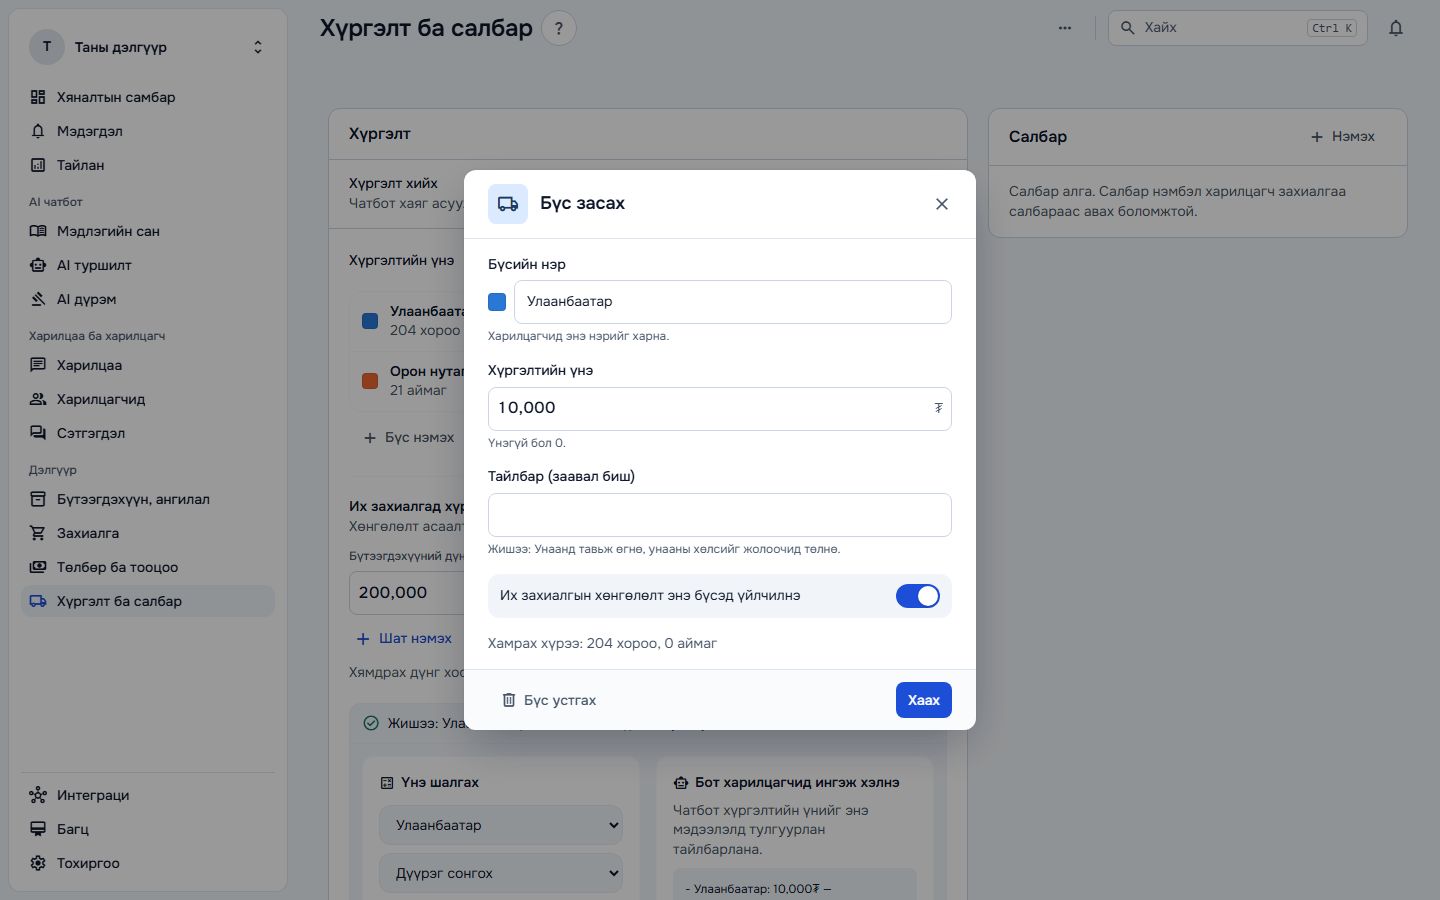 Т
Таны дэлгүүр
Хяналтын самбар
Мэдэгдэл
Тайлан
AI чатбот
Мэдлэгийн сан
AI туршилт
AI дүрэм
Харилцаа ба харилцагч
Харилцаа
Харилцагчид
Сэтгэгдэл
Дэлгүүр
Бүтээгдэхүүн, ангилал
Захиалга
Төлбөр ба тооцоо
Хүргэлт ба салбар
Интеграци
Багц
Тохиргоо
Хүргэлт ба салбар
?
Хайх
Ctrl K
Хүргэлт
Хүргэлт хийх
Чатбот хаяг асуу
Хүргэлтийн үнэ
Улаанбаата
204 хороо
Орон нутаг
21 аймаг
Бүс нэмэх
Их захиалгад хүр
Хөнгөлөлт асаалт
Бүтээгдэхүүний дүн
200,000
Шат нэмэх
Хямдрах дүнг хоо
Жишээ: Ула
Үнэ шалгах
Улаанбаатар
Дүүрэг сонгох
Бот харилцагчид ингэж хэлнэ
Чатбот хүргэлтийн үнийг энэ
мэдээлэлд тулгуурлан
тайлбарлана.
- Улаанбаатар: 10,000₮ —
Салбар
Нэмэх
Салбар алга. Салбар нэмбэл харилцагч захиалгаа
салбараас авах боломжтой.
Бүс засах
Бүсийн нэр
Улаанбаатар
Харилцагчид энэ нэрийг харна.
Хүргэлтийн үнэ
10,000
₮
Үнэгүй бол 0.
Тайлбар (заавал биш)
Жишээ: Унаанд тавьж өгнө, унааны хөлсийг жолоочид төлнө.
Их захиалгын хөнгөлөлт энэ бүсэд үйлчилнэ
Хамрах хүрээ: 204 хороо, 0 аймаг
Бүс устгах
Хаах